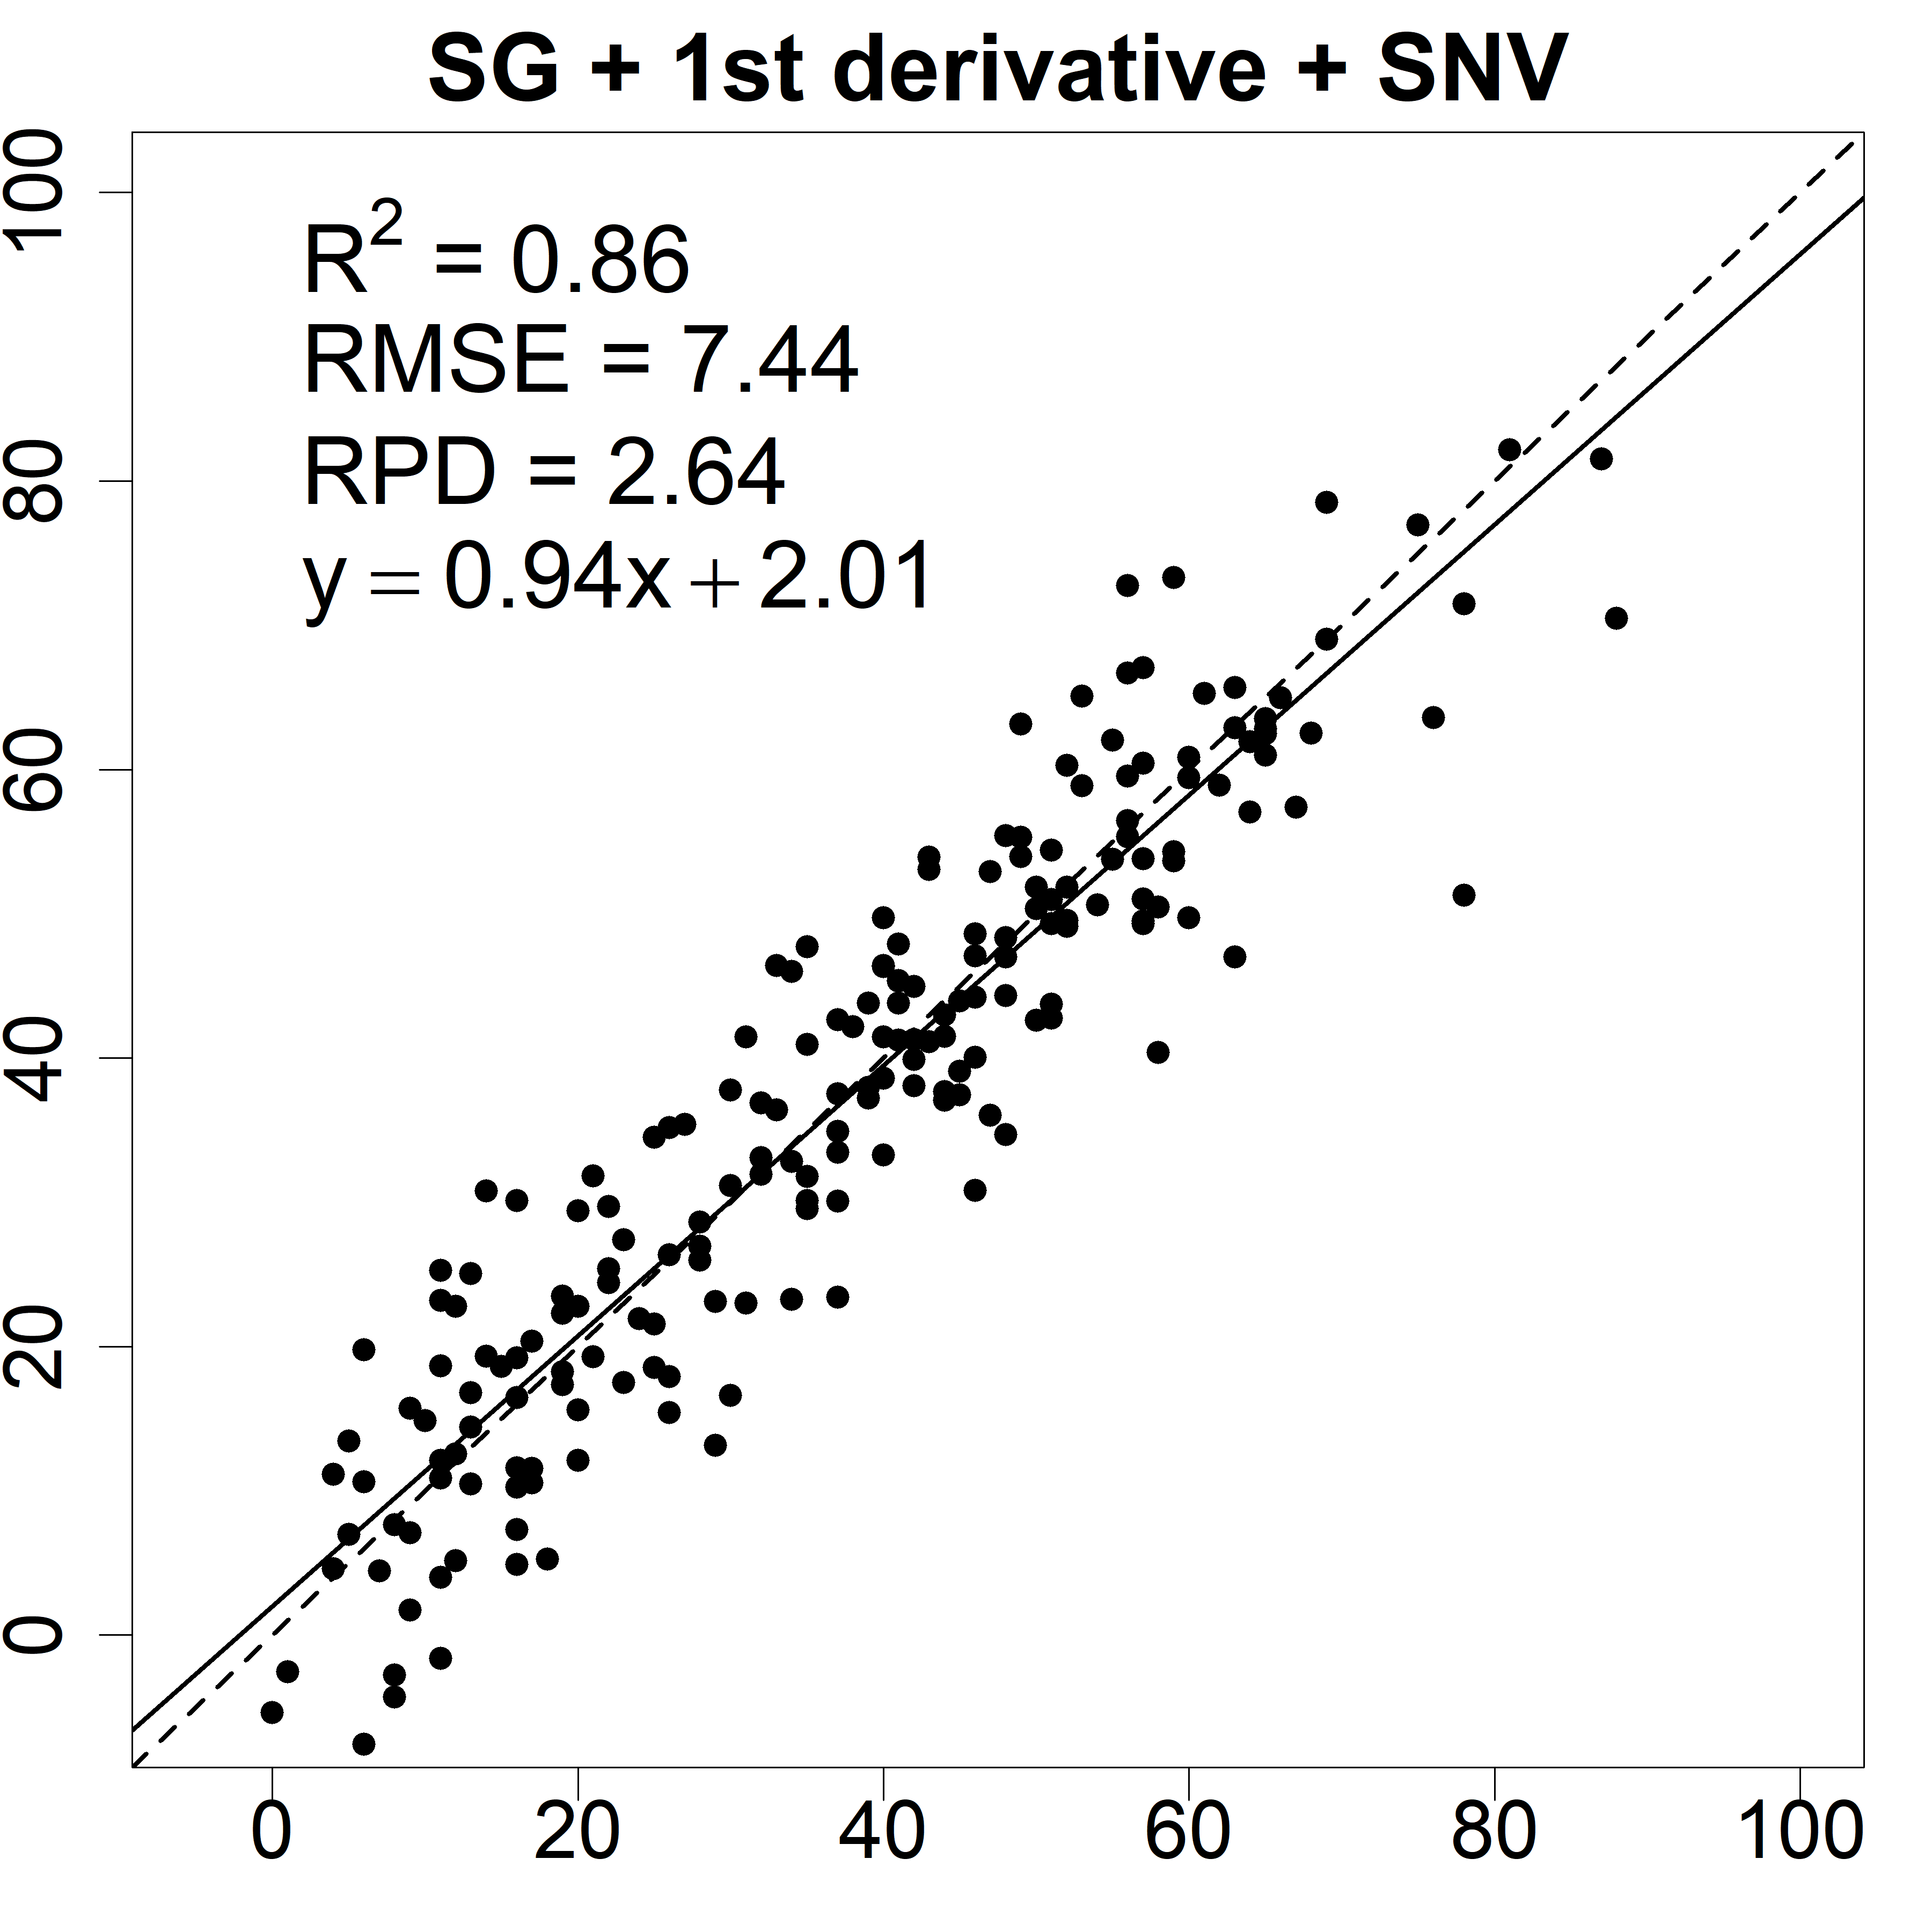 SG + 1st derivative + SNV
R² = 0.86
RMSE = 7.44
RPD = 2.64
y = 0.94x + 2.01
100
80
60
40
20
0
0 20 40 60 80 100